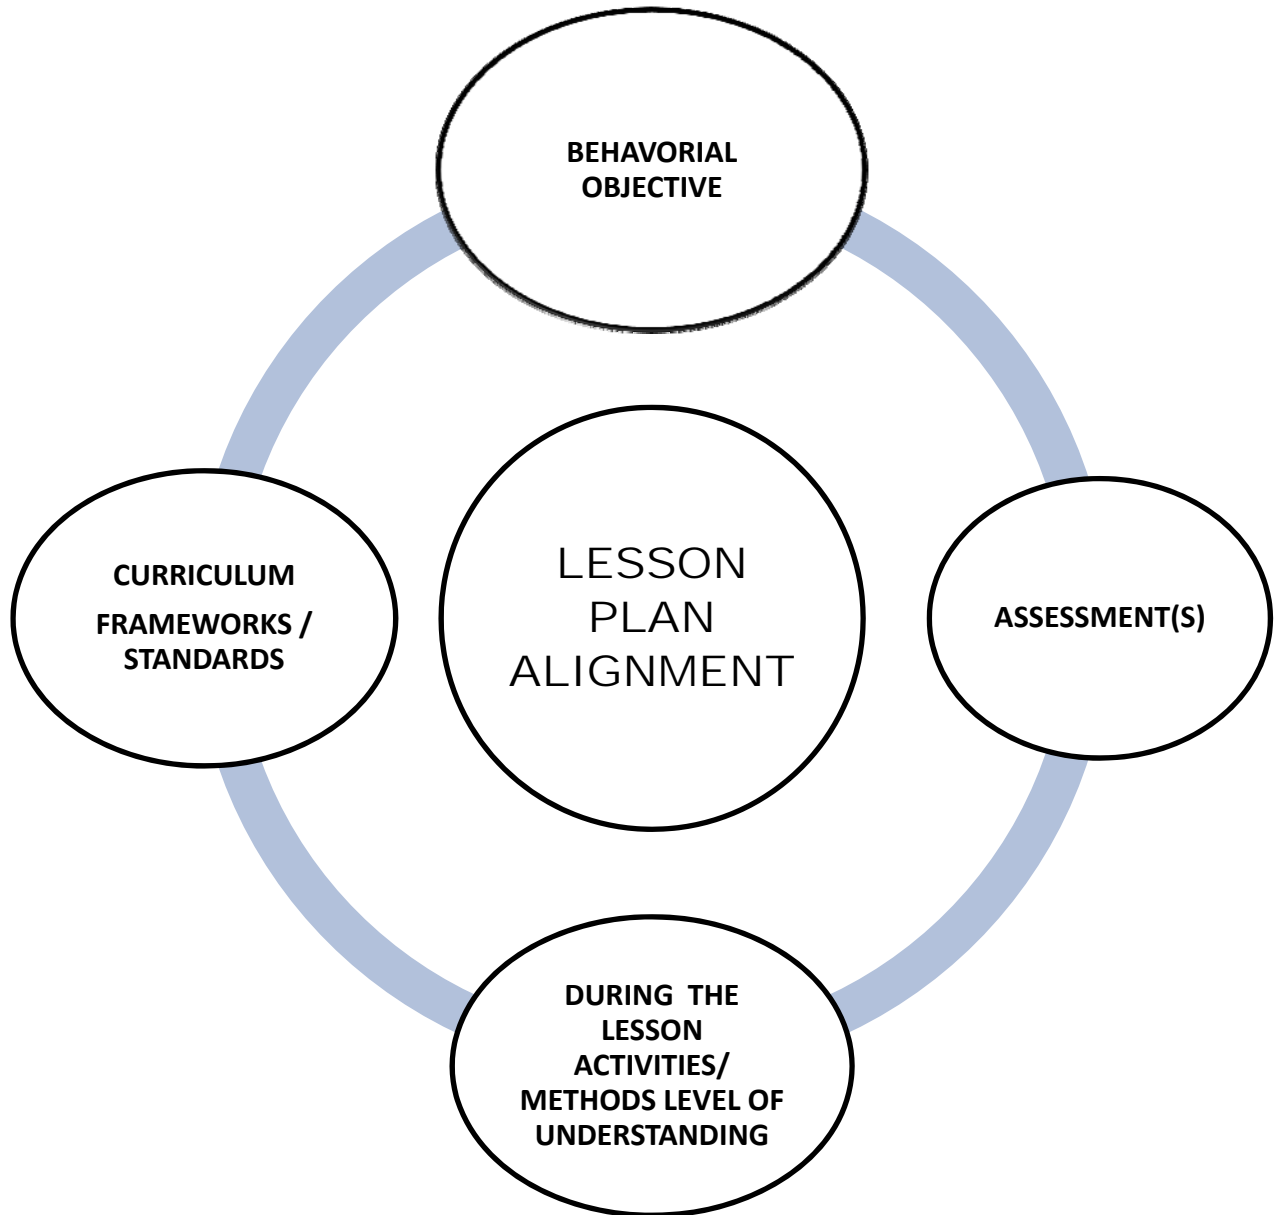 BEHAVORIAL
OBJECTIVE
CURRICULUM
FRAMEWORKS /
STANDARDS
LESSON
PLAN
ALIGNMENT
ASSESSMENT(S)
DURING THE
LESSON
ACTIVITIES/
METHODS LEVEL OF
UNDERSTANDING